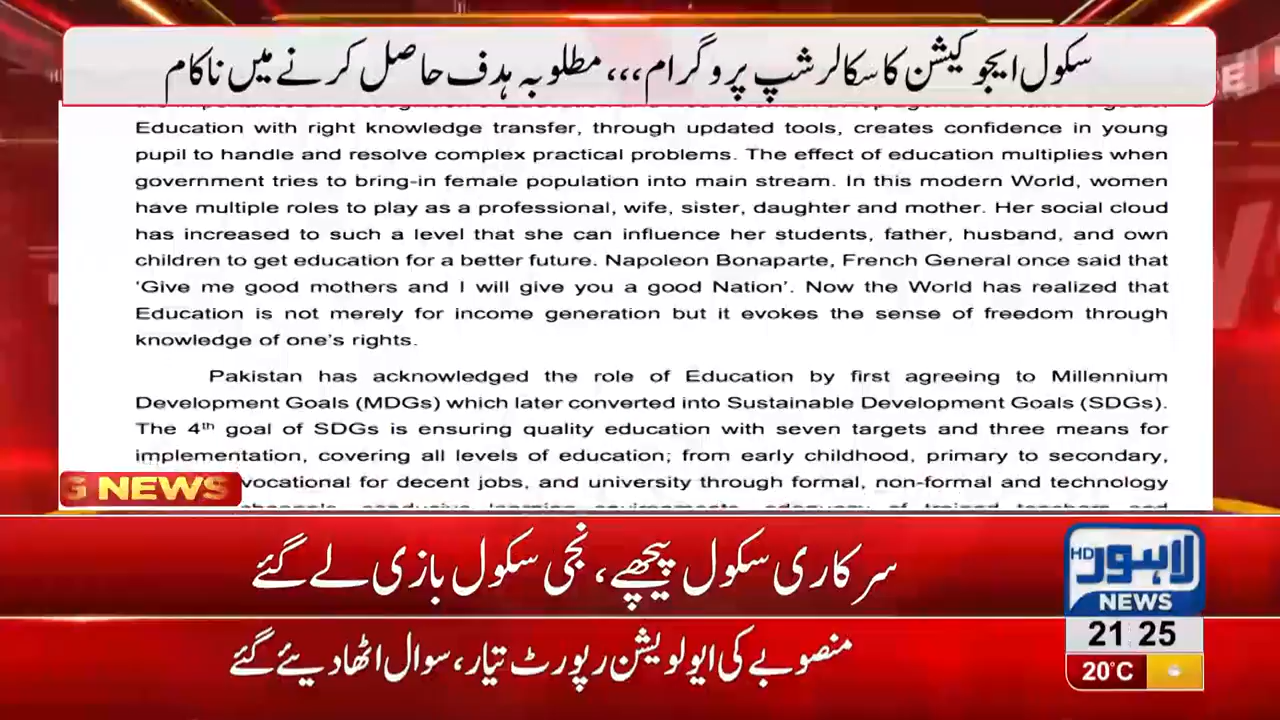 سکول ایجوکیشن کا سکالر شپ پروگرام،،، مطلوبہ ہدف حاصل کرنے میں ناکام
Education with right knowledge transfer, through updated tools, creates confidence in young
pupil to handle and resolve complex practical problems. The effect of education multiplies when
government tries to bring-in female population into main stream. In this modern World, women
have multiple roles to play as a professional, wife, sister, daughter and mother. Her social cloud
has increased to such a level that she can influence her students, father, husband, and own
children to get education for a better future. Napoleon Bonaparte, French General once said that
‘Give me good mothers and I will give you a good Nation’. Now the World has realized that
Education is not merely for income generation but it evokes the sense of freedom through
knowledge of one’s rights.
Pakistan has acknowledged the role of Education by first agreeing to Millennium
Development Goals (MDGs) which later converted into Sustainable Development Goals (SDGs).
The 4th goal of SDGs is ensuring quality education with seven targets and three means for
implementation, covering all levels of education; from early childhood, primary to secondary,
vocational for decent jobs, and university through formal, non-formal and technology
G NEWS
سرکاری سکول پیچھے، نجی سکول بازی لے گئے
منصوبے کی ایولویشن رپورٹ تیار، سوال اٹھا دیئے گئے
HD لاہور
NEWS
21 25
20°C